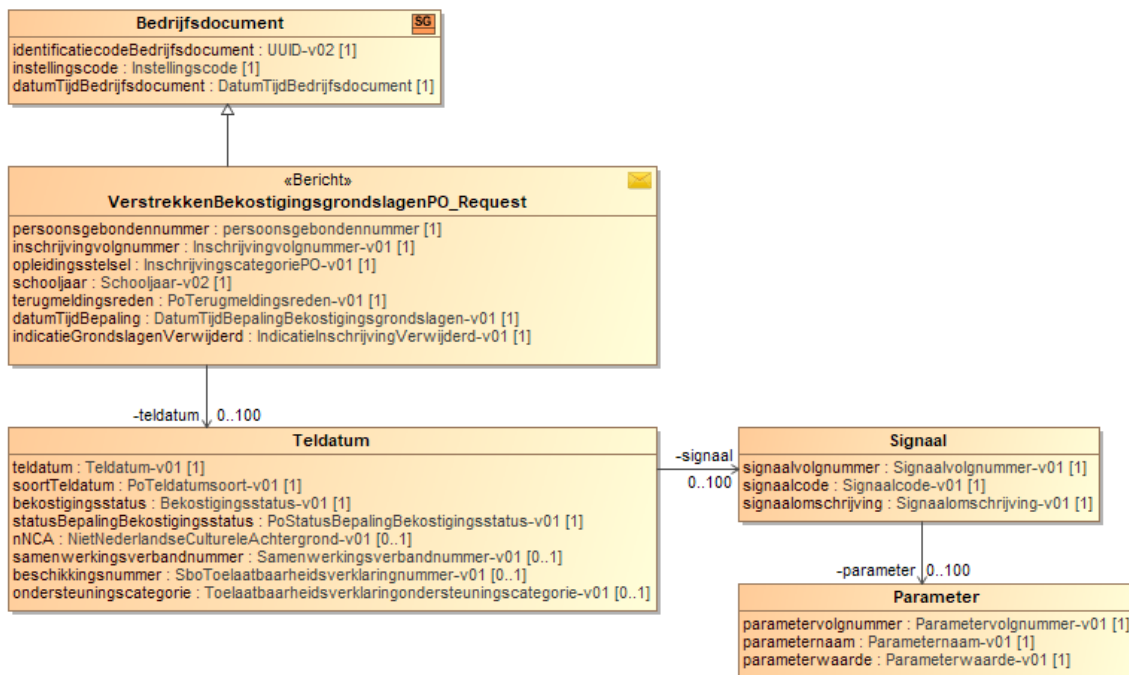 Bedrijfsdocument
SG
identificatiecodeBedrijfsdocument : UUID-v02 [1]
instellingscode : Instellingscode [1]
datumTijdBedrijfsdocument : DatumTijdBedrijfsdocument [1]
«Bericht»
VerstrekkenBekostigingsgrondslagenPO_Request
persoonsgebondennummer : persoonsgebondennummer [1]
inschrijvingvolgnummer : Inschrijvingvolgnummer-v01 [1]
opleidingsstelsel : InschrijvingscategoriePO-v01 [1]
schooljaar : Schooljaar-v02 [1]
terugmeldingsreden : PoTerugmeldingsreden-v01 [1]
datumTijdBepaling : DatumTijdBepalingBekostigingsgrondslagen-v01 [1]
indicatieGrondslagenVerwijderd : IndicatieInschrijvingVerwijderd-v01 [1]
-teldatum 0..100
Teldatum
teldatum : Teldatum-v01 [1]
soortTeldatum : PoTeldatumsoort-v01 [1]
bekostigingsstatus : Bekostigingsstatus-v01 [1]
statusBepalingBekostigingsstatus : PoStatusBepalingBekostigingsstatus-v01 [1]
nNCA : NietNederlandseCultureleAchtergrond-v01 [0..1]
samenwerkingsverbandnummer : Samenwerkingsverbandnummer-v01 [0..1]
beschikkingsnummer : SboToelaatbaarheidsverklaringnummer-v01 [0..1]
ondersteuningscategorie : Toelaatbaarheidsverklaringondersteuningscategorie-v01 [0..1]
-signaal
0..100
Signaal
signaalvolgnummer : Signaalvolgnummer-v01 [1]
signaalcode : Signaalcode-v01 [1]
signaalomschrijving : Signaalomschrijving-v01 [1]
-parameter 0..100
Parameter
parametervolgnummer : Parametervolgnummer-v01 [1]
parameternaam : Parameternaam-v01 [1]
parameterwaarde : Parameterwaarde-v01 [1]